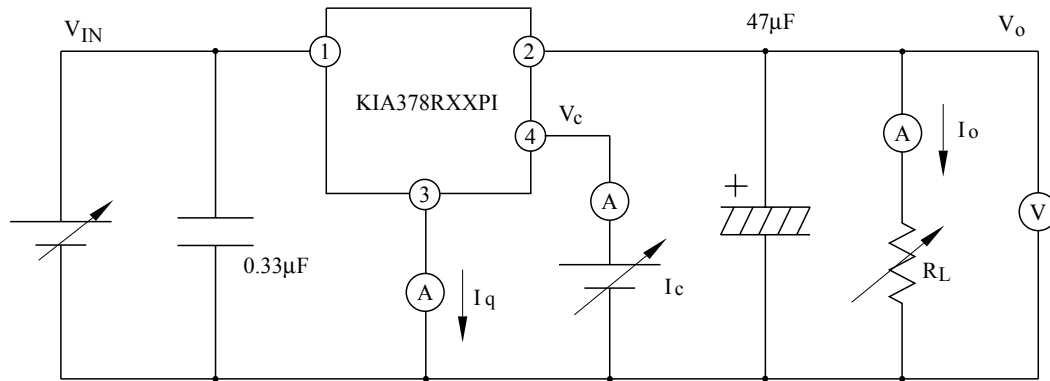 47μF
V_IN
V_o
1
2
KIA378RXXPI
V_c
4
A
I_o
3
A
+
V
0.33μF
R_L
A
I_q
I_c